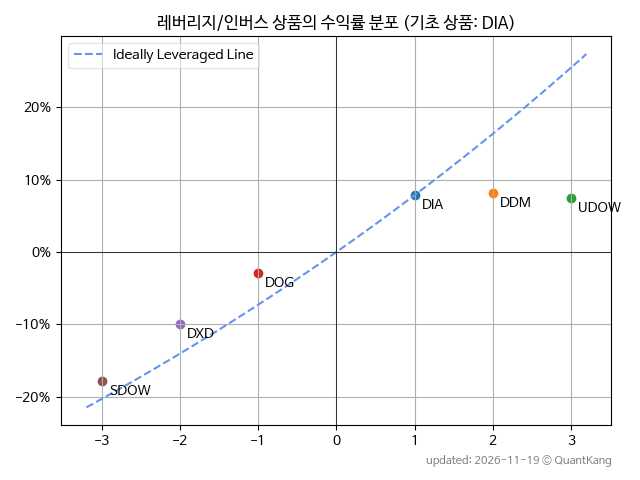 레버리지/인버스 상품의 수익률 분포 (기초 상품: DIA)
Ideally Leveraged Line
20%
10%
0%
-10%
-20%
DIA
DDM
UDOW
DOG
DXD
SDOW
-3 -2 -1 0 1 2 3
updated: 2026-11-19 © QuantKang